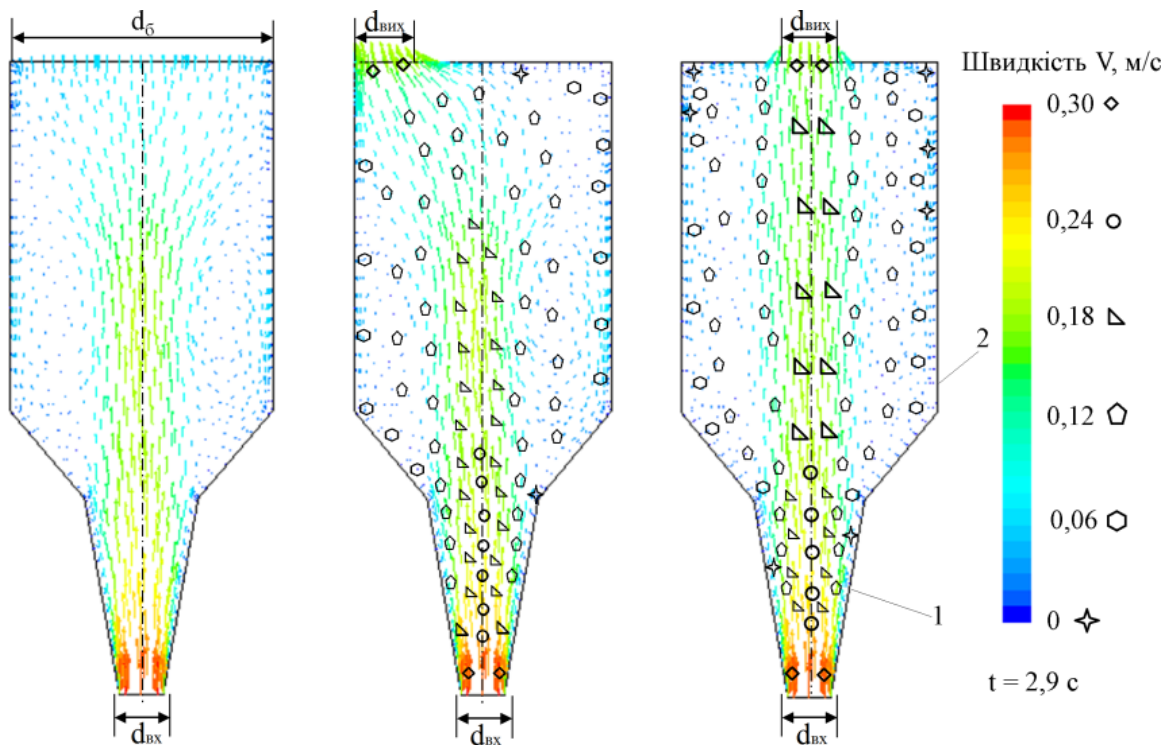 dб
dвих
dвих
Швидкість V, м/с
0,30
0,24
0,18
2
0,12
0,06
1
0
t = 2,9 с
dвх
dвх
dвх